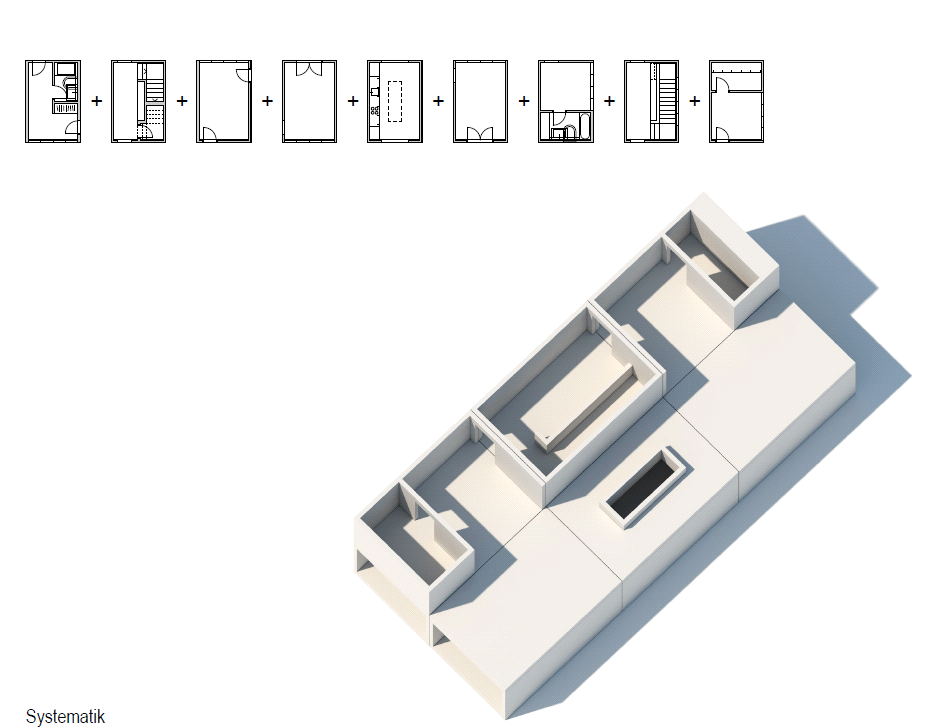 + + + + + + + +
Systematik